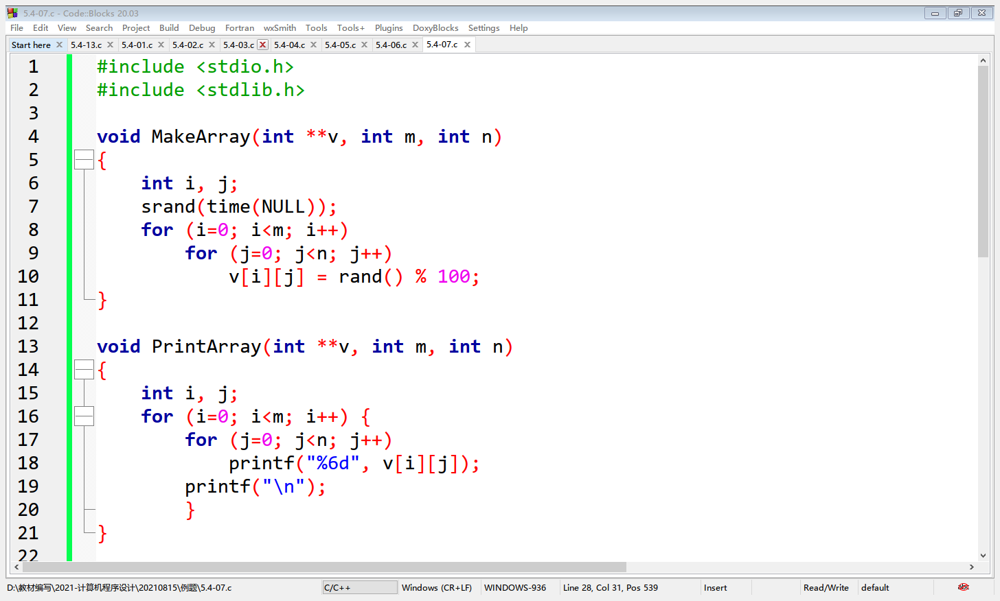 5.4-07.c - Code::Blocks 20.03
File Edit View Search Project Build Debug Fortran wxSmith Tools Tools+ Plugins DoxyBlocks Settings Help
Start here 5.4-13.c 5.4-01.c 5.4-02.c 5.4-03.c 5.4-04.c 5.4-05.c 5.4-06.c 5.4-07.c
1 #include <stdio.h>
2 #include <stdlib.h>
3
4 void MakeArray(int **v, int m, int n)
5 {
6     int i, j;
7     srand(time(NULL));
8     for (i=0; i<m; i++)
9         for (j=0; j<n; j++)
10             v[i][j] = rand() % 100;
11 }
12
13 void PrintArray(int **v, int m, int n)
14 {
15     int i, j;
16     for (i=0; i<m; i++) {
17         for (j=0; j<n; j++)
18             printf("%6d", v[i][j]);
19         printf("\n");
20         }
21 }
22
D:\教材编写\2021-计算机程序设计\20210815\例题\5.4-07.c C/C++ Windows (CR+LF) WINDOWS-936 Line 28, Col 31, Pos 539 Insert Read/Write default abc